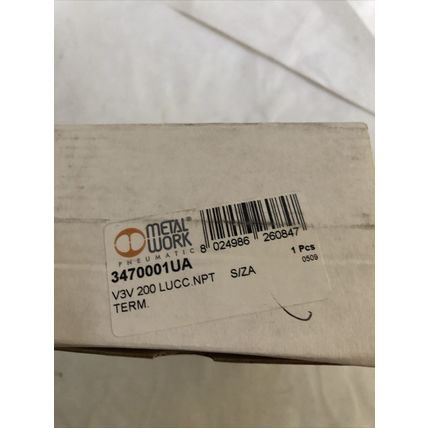 METAL®
WORK
PNEUMATIC
8 024986 260847
3470001UA
1 Pcs
V3V 200 LUCC.NPT S/ZA
0509
TERM.